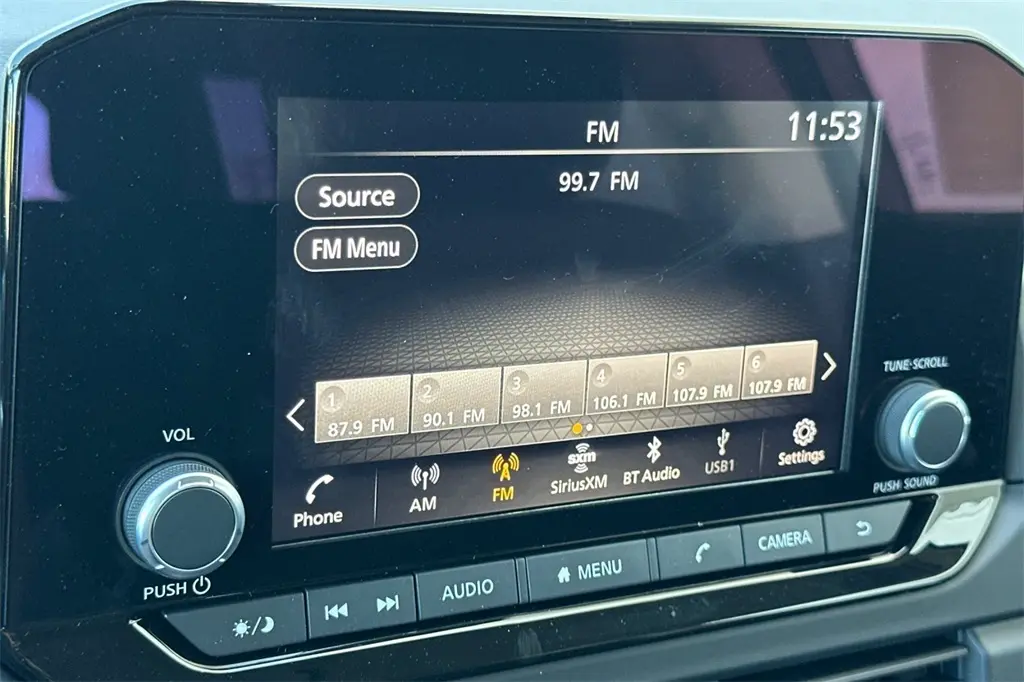 FM
11:53
99.7 FM
Source
FM Menu
1
87.9 FM
2
90.1 FM
3
98.1 FM
4
106.1 FM
5
107.9 FM
6
107.9 FM
Phone
AM
FM
sxm
SiriusXM
BT Audio
USB1
Settings
VOL
PUSH
TUNE·SCROLL
PUSH SOUND
AUDIO
MENU
CAMERA